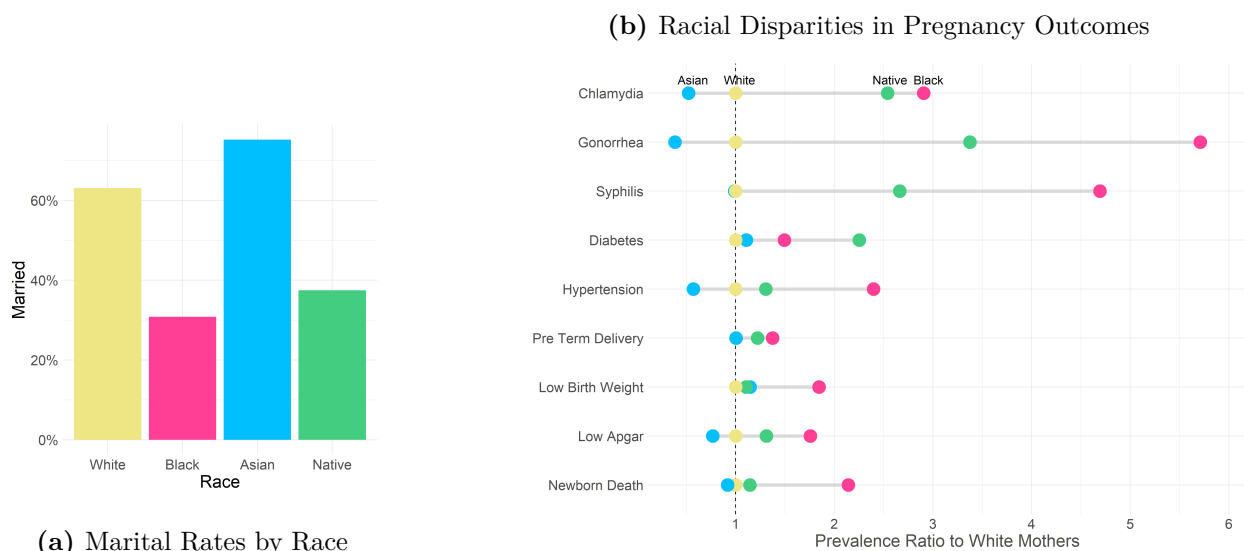 (b) Racial Disparities in Pregnancy Outcomes
Asian White Native Black
Chlamydia
Gonorrhea
Syphilis
Diabetes
Hypertension
Pre Term Delivery
Low Birth Weight
Low Apgar
Newborn Death
1 2 3 4 5 6
Prevalence Ratio to White Mothers
Married
60%
40%
20%
0%
White Black Asian Native
Race
(a) Marital Rates by Race